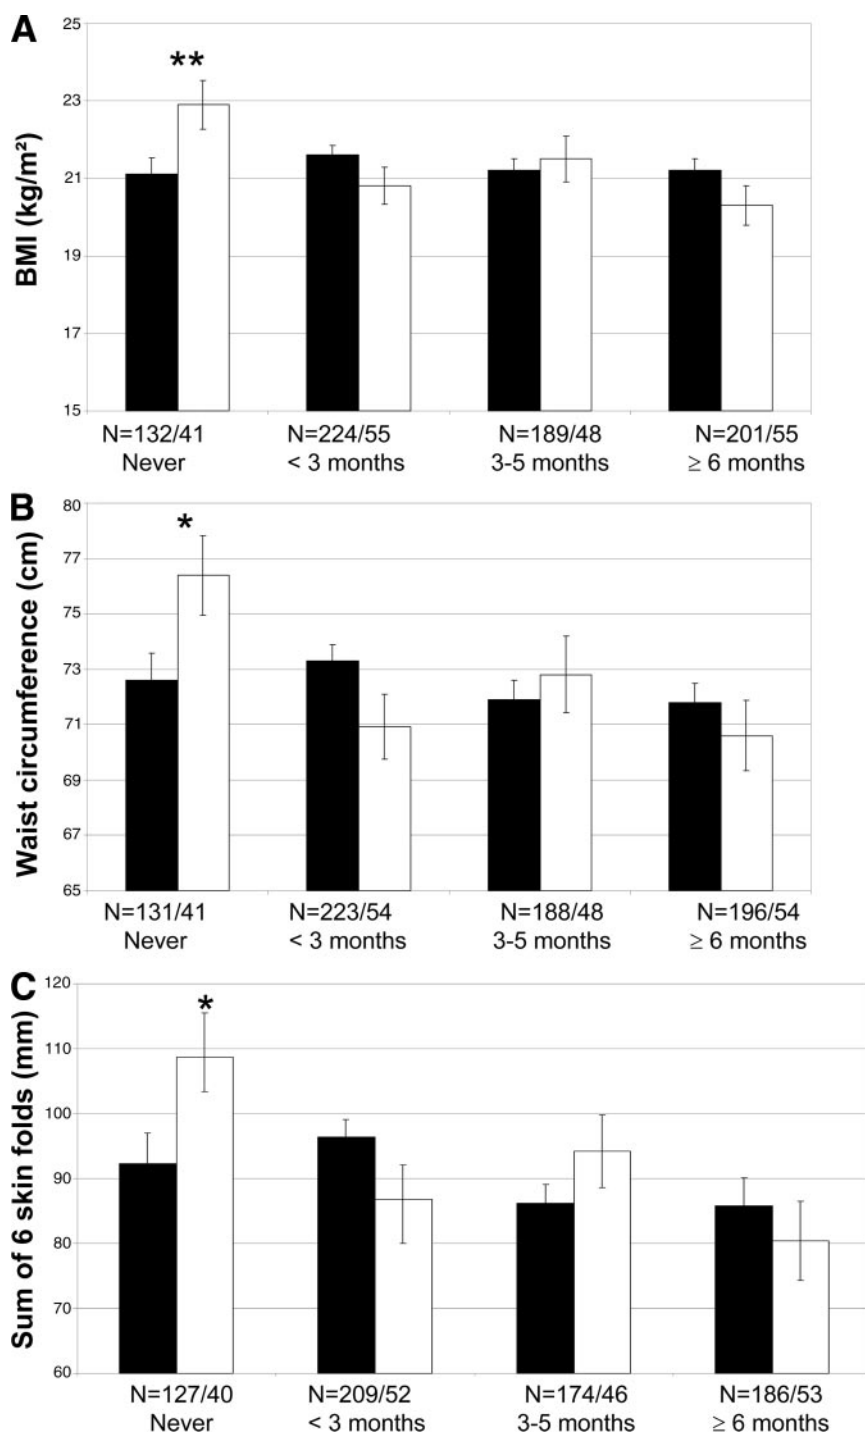 A
**
BMI (kg/m²)
25
23
21
19
17
15
N=132/41 N=224/55 N=189/48 N=201/55
Never < 3 months 3-5 months ≥ 6 months
B
*
Waist circumference (cm)
80
77
75
73
71
69
67
65
N=131/41 N=223/54 N=188/48 N=196/54
Never < 3 months 3-5 months ≥ 6 months
C
*
Sum of 6 skin folds (mm)
120
110
100
90
80
70
60
N=127/40 N=209/52 N=174/46 N=186/53
Never < 3 months 3-5 months ≥ 6 months